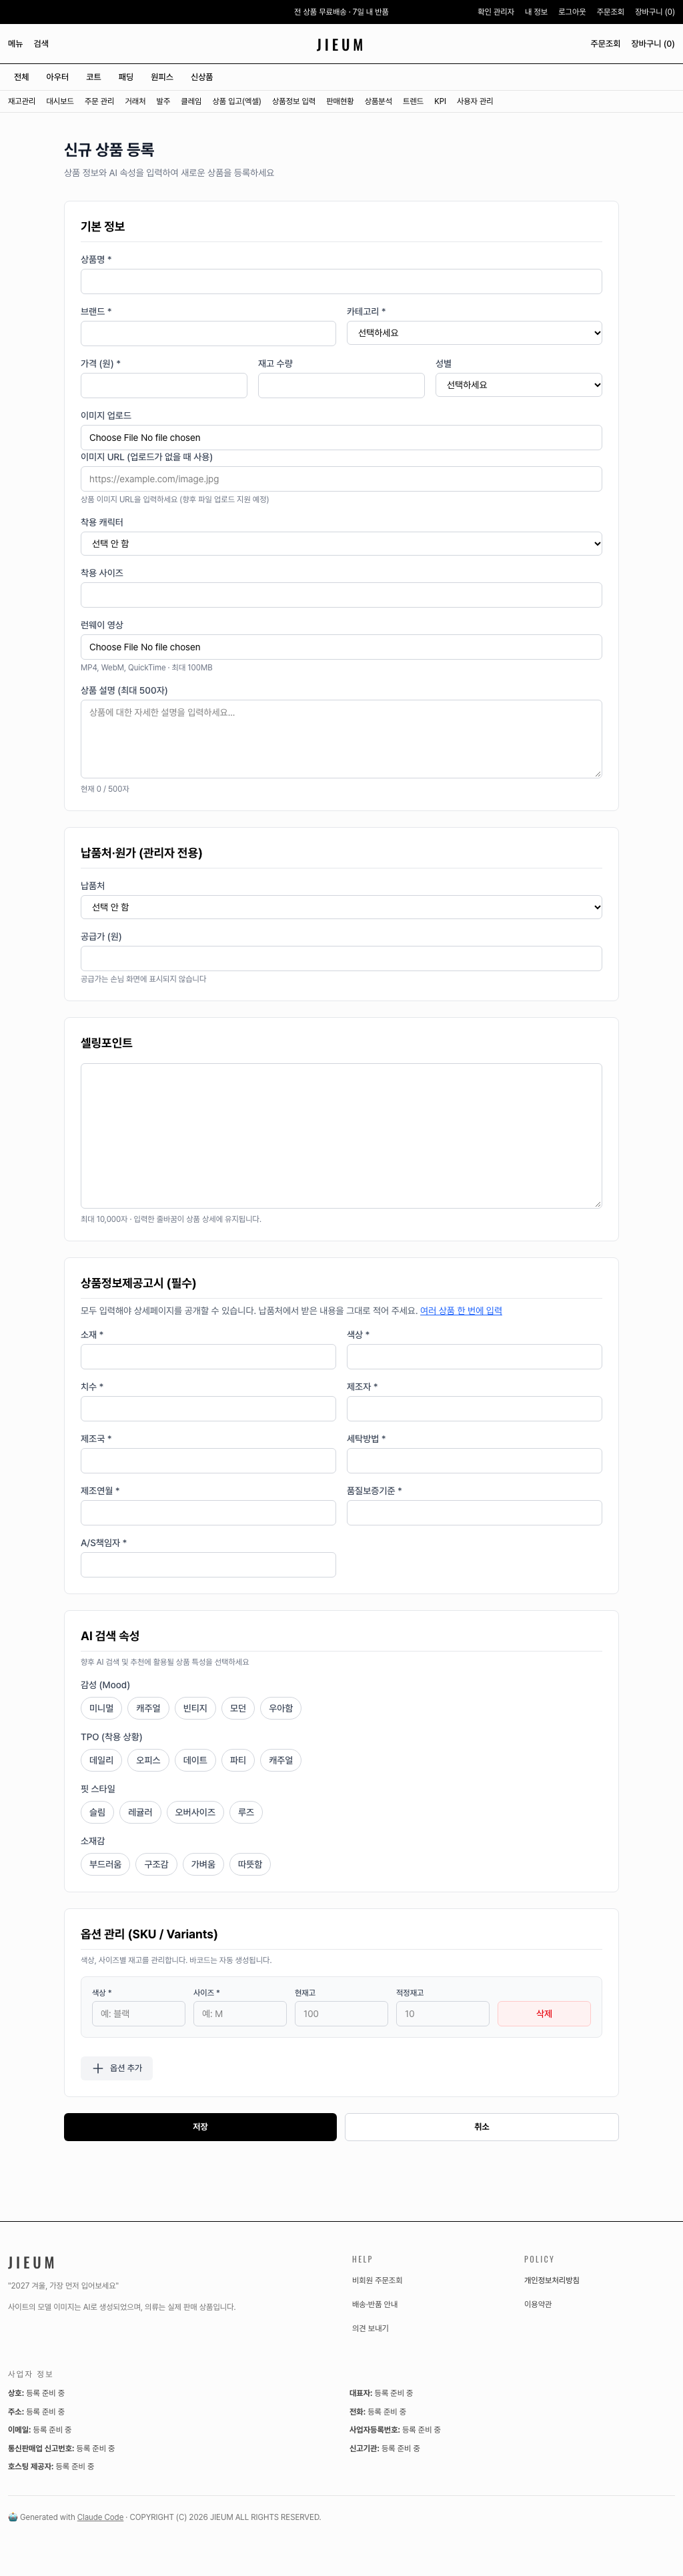 전 상품 무료배송 · 7일 내 반품
확인 관리자 내 정보 로그아웃 주문조회 장바구니 (0)
메뉴 검색
JIEUM
주문조회 장바구니 (0)
전체 아우터 코트 패딩 원피스 신상품
재고관리 대시보드 주문 관리 거래처 발주 클레임 상품 입고(엑셀) 상품정보 입력 판매현황 상품분석 트렌드 KPI 사용자 관리
신규 상품 등록
상품 정보와 AI 속성을 입력하여 새로운 상품을 등록하세요
기본 정보
상품명 *
브랜드 * 카테고리 *
선택하세요
가격 (원) * 재고 수량 성별
선택하세요
이미지 업로드
Choose File No file chosen
이미지 URL (업로드가 없을 때 사용)
https://example.com/image.jpg
상품 이미지 URL을 입력하세요 (향후 파일 업로드 지원 예정)
착용 캐릭터
선택 안 함
착용 사이즈
런웨이 영상
Choose File No file chosen
MP4, WebM, QuickTime · 최대 100MB
상품 설명 (최대 500자)
상품에 대한 자세한 설명을 입력하세요...
현재 0 / 500자
납품처·원가 (관리자 전용)
납품처
선택 안 함
공급가 (원)
공급가는 손님 화면에 표시되지 않습니다
셀링포인트
최대 10,000자 · 입력한 줄바꿈이 상품 상세에 유지됩니다.
상품정보제공고시 (필수)
모두 입력해야 상세페이지를 공개할 수 있습니다. 납품처에서 받은 내용을 그대로 적어 주세요. 여러 상품 한 번에 입력
소재 * 색상 *
치수 * 제조자 *
제조국 * 세탁방법 *
제조연월 * 품질보증기준 *
A/S책임자 *
AI 검색 속성
향후 AI 검색 및 추천에 활용될 상품 특성을 선택하세요
감성 (Mood)
미니멀 캐주얼 빈티지 모던 우아함
TPO (착용 상황)
데일리 오피스 데이트 파티 캐주얼
핏 스타일
슬림 레귤러 오버사이즈 루즈
소재감
부드러움 구조감 가벼움 따뜻함
옵션 관리 (SKU / Variants)
색상, 사이즈별 재고를 관리합니다. 바코드는 자동 생성됩니다.
색상 * 사이즈 * 현재고 적정재고
예: 블랙 예: M 100 10 삭제
+ 옵션 추가
저장 취소
JIEUM
"2027 겨울, 가장 먼저 입어보세요"
사이트의 모델 이미지는 AI로 생성되었으며, 의류는 실제 판매 상품입니다.
HELP
비회원 주문조회
배송·반품 안내
의견 보내기
POLICY
개인정보처리방침
이용약관
사업자 정보
상호: 등록 준비 중 대표자: 등록 준비 중
주소: 등록 준비 중 전화: 등록 준비 중
이메일: 등록 준비 중 사업자등록번호: 등록 준비 중
통신판매업 신고번호: 등록 준비 중 신고기관: 등록 준비 중
호스팅 제공자: 등록 준비 중
Generated with Claude Code · COPYRIGHT (C) 2026 JIEUM ALL RIGHTS RESERVED.